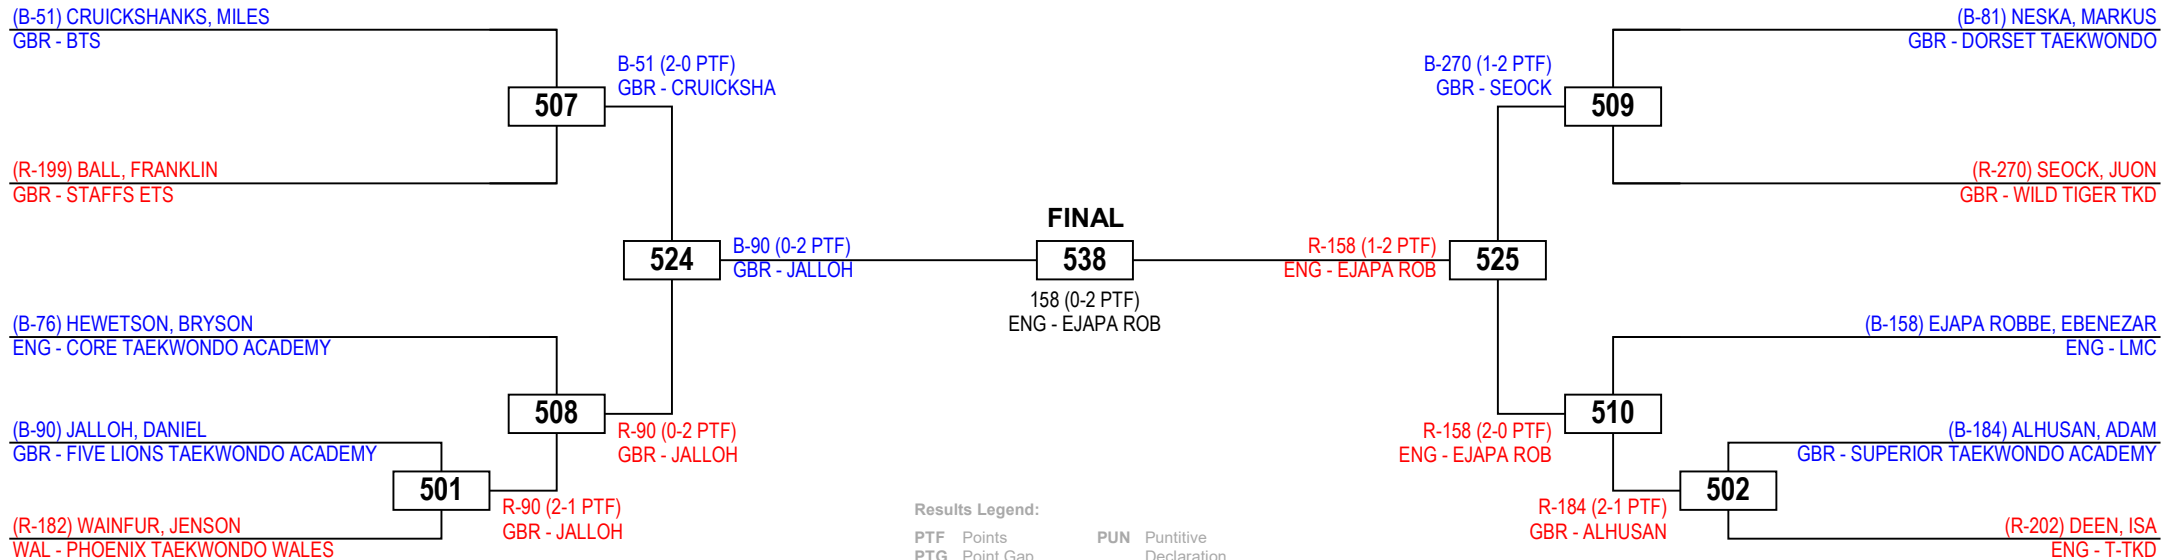 (B-51) CRUICKSHANKS, MILES
GBR - BTS
507
(R-199) BALL, FRANKLIN
GBR - STAFFS ETS
B-51 (2-0 PTF)
GBR - CRUICKSHA
524
(B-76) HEWETSON, BRYSON
ENG - CORE TAEKWONDO ACADEMY
508
(B-90) JALLOH, DANIEL
GBR - FIVE LIONS TAEKWONDO ACADEMY
501
(R-182) WAINFUR, JENSON
WAL - PHOENIX TAEKWONDO WALES
R-90 (2-1 PTF)
GBR - JALLOH
R-90 (0-2 PTF)
GBR - JALLOH
B-90 (0-2 PTF)
GBR - JALLOH
FINAL
538
158 (0-2 PTF)
ENG - EJAPA ROB
R-158 (1-2 PTF)
ENG - EJAPA ROB
525
B-270 (1-2 PTF)
GBR - SEOCK
509
(B-81) NESKA, MARKUS
GBR - DORSET TAEKWONDO
(R-270) SEOCK, JUON
GBR - WILD TIGER TKD
(B-158) EJAPA ROBBE, EBENEZAR
ENG - LMC
510
R-158 (2-0 PTF)
ENG - EJAPA ROB
(B-184) ALHUSAN, ADAM
GBR - SUPERIOR TAEKWONDO ACADEMY
502
R-184 (2-1 PTF)
GBR - ALHUSAN
(R-202) DEEN, ISA
ENG - T-TKD
Results Legend:
PTF Points PUN Puntitive
PTG Point Gap Declaration